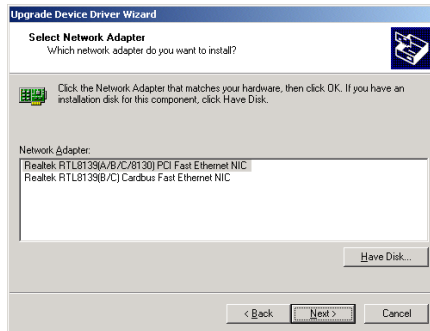 Upgrade Device Driver Wizard
Select Network Adapter
Which network adapter do you want to install?
Click the Network Adapter that matches your hardware, then click OK. If you have an
installation disk for this component, click Have Disk.
Network Adapter:
Realtek RTL8139(A/B/C/8130) PCI Fast Ethernet NIC
Realtek RTL8139(B/C) Cardbus Fast Ethernet NIC
Have Disk...
< Back
Next >
Cancel